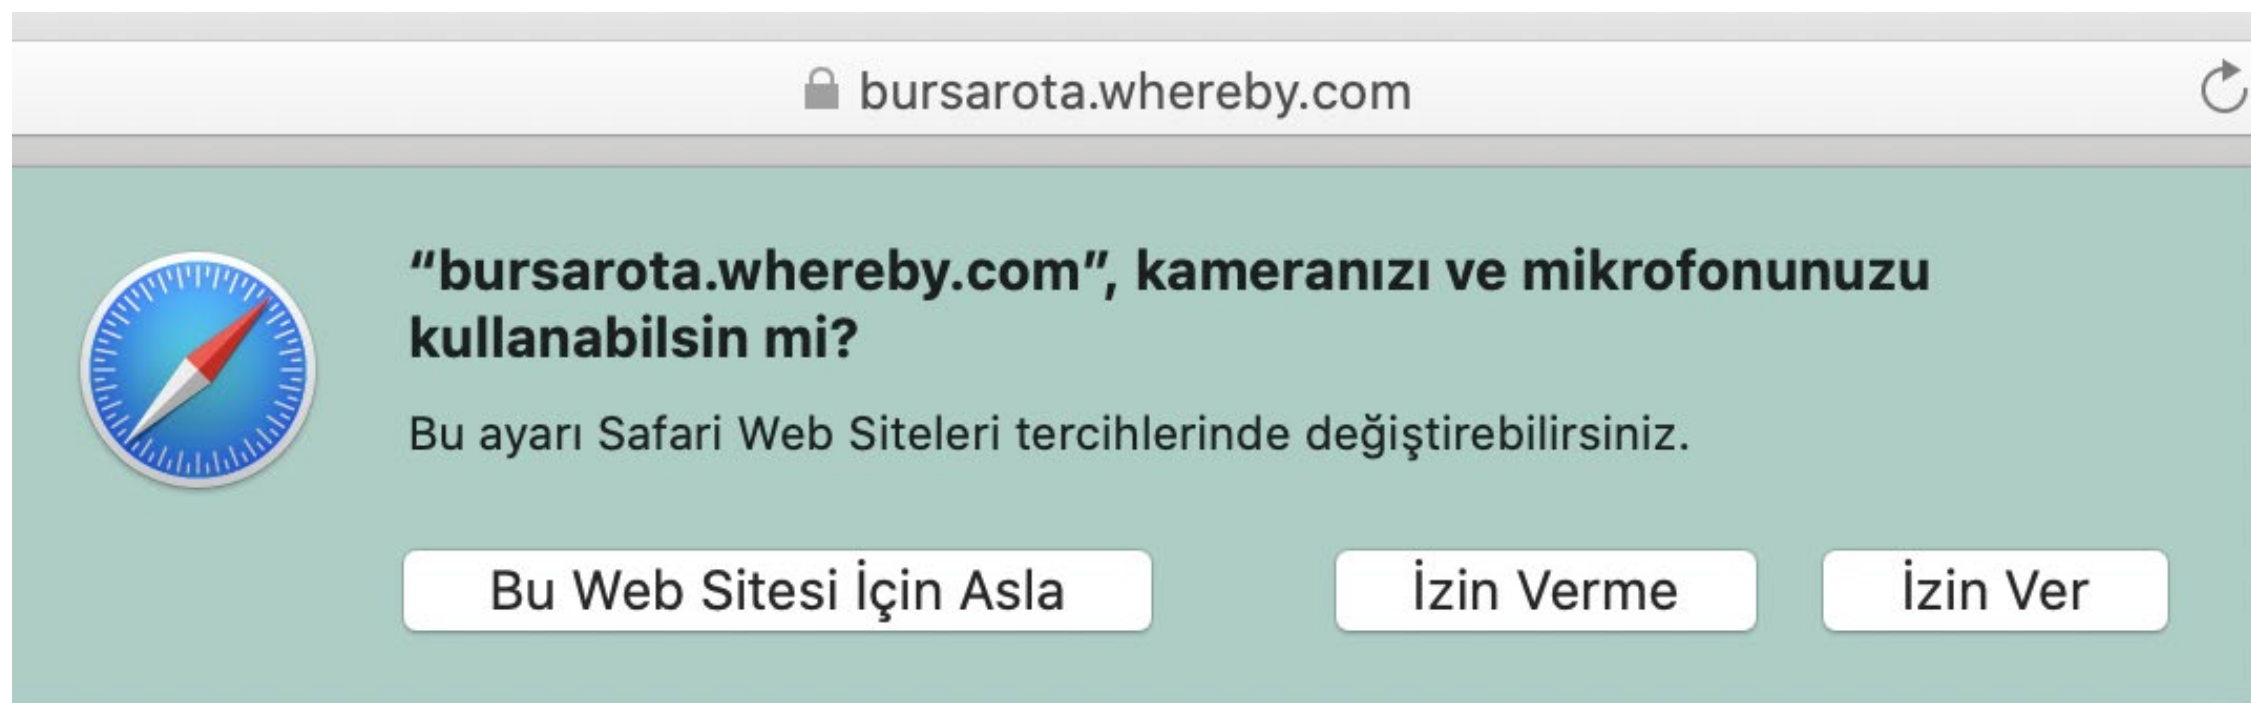 bursarota.whereby.com
“bursarota.whereby.com”, kameranızı ve mikrofonunuzu
kullanabilsin mi?
Bu ayarı Safari Web Siteleri tercihlerinde değiştirebilirsiniz.
Bu Web Sitesi İçin Asla
İzin Verme
İzin Ver